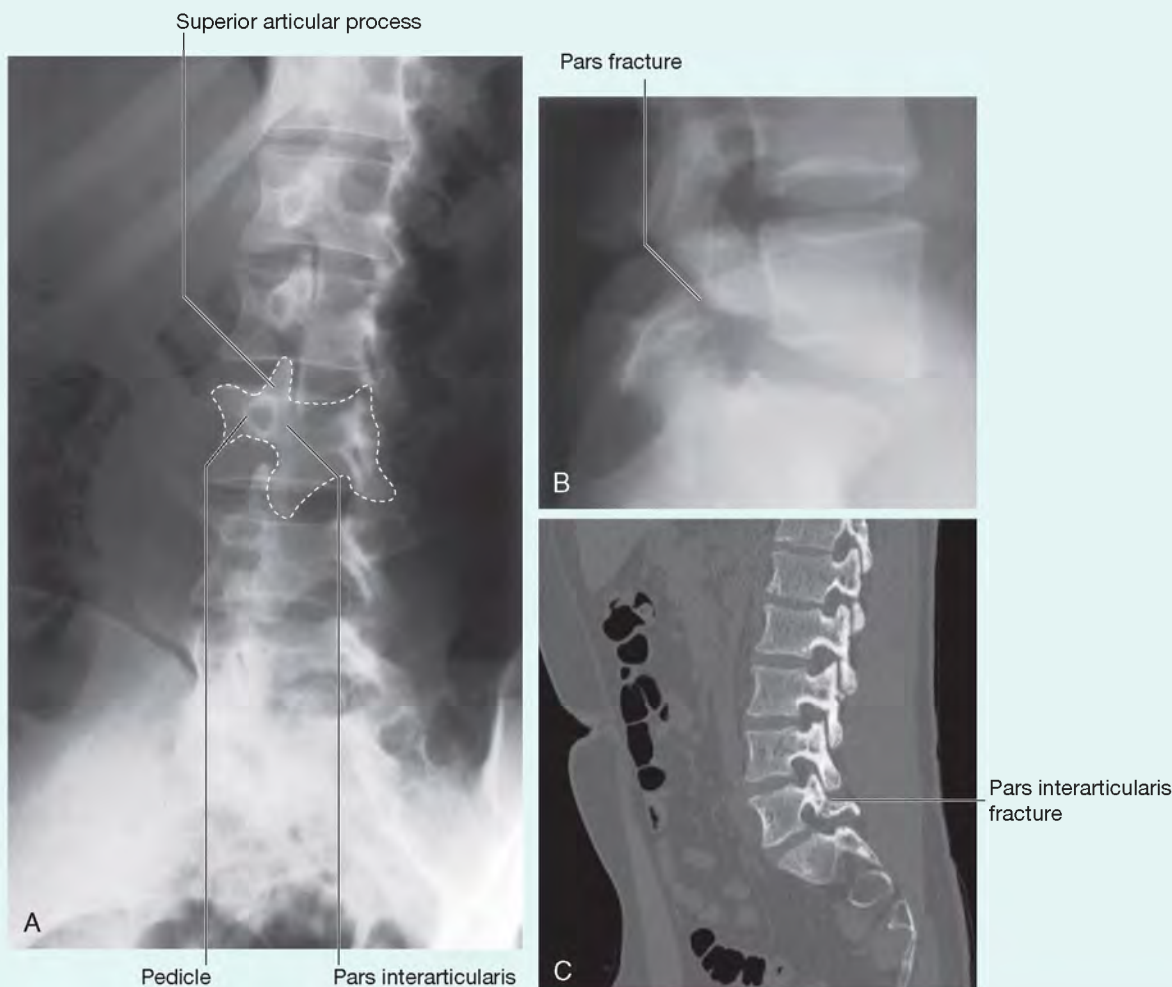 Superior articular process
Pars fracture
B
Pars interarticularis
fracture
A
Pedicle
Pars interarticularis
C